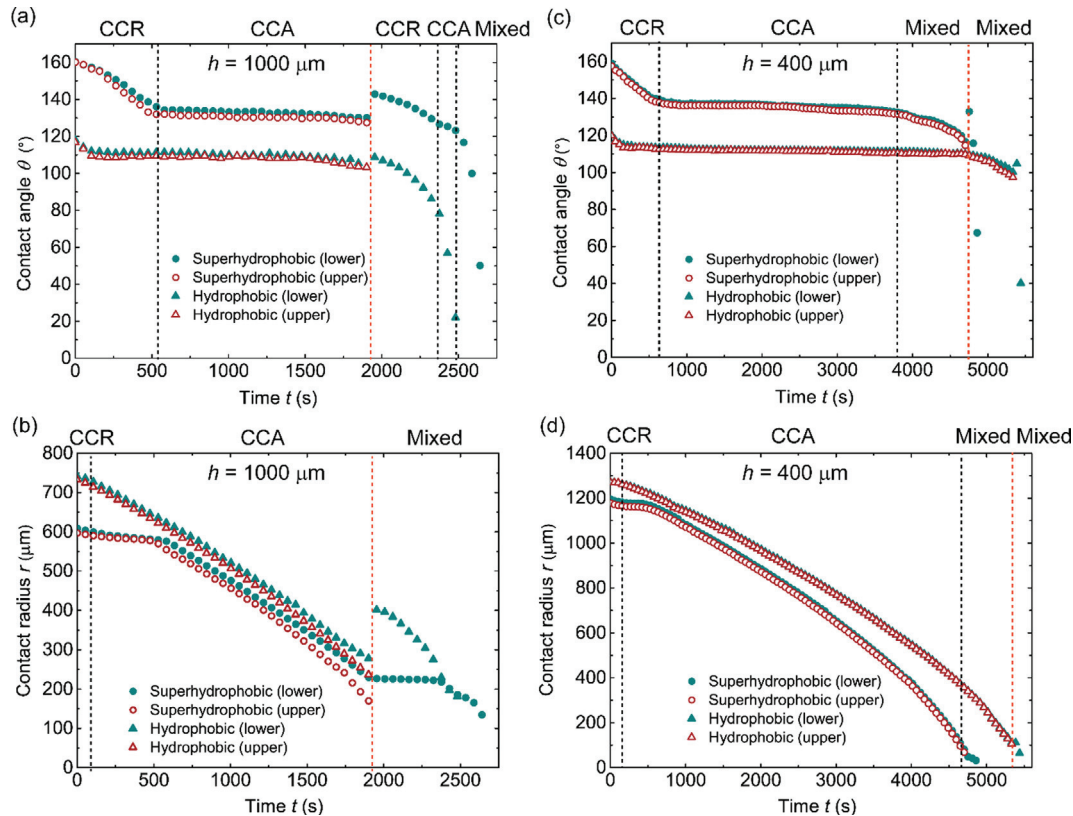 (a)
CCR CCA CCR CCA Mixed
h = 1000 μm
Contact angle θ (°)
160
140
120
100
80
60
40
20
0
Superhydrophobic (lower)
Superhydrophobic (upper)
Hydrophobic (lower)
Hydrophobic (upper)
0 500 1000 1500 2000 2500
Time t (s)
(c)
CCR CCA Mixed Mixed
h = 400 μm
Contact angle θ (°)
160
140
120
100
80
60
40
20
0
Superhydrophobic (lower)
Superhydrophobic (upper)
Hydrophobic (lower)
Hydrophobic (upper)
0 1000 2000 3000 4000 5000
Time t (s)
(b)
CCR CCA Mixed
h = 1000 μm
Contact radius r (μm)
800
700
600
500
400
300
200
100
0
Superhydrophobic (lower)
Superhydrophobic (upper)
Hydrophobic (lower)
Hydrophobic (upper)
0 500 1000 1500 2000 2500
Time t (s)
(d)
CCR CCA Mixed Mixed
h = 400 μm
Contact radius r (μm)
1400
1200
1000
800
600
400
200
0
Superhydrophobic (lower)
Superhydrophobic (upper)
Hydrophobic (lower)
Hydrophobic (upper)
0 1000 2000 3000 4000 5000
Time t (s)